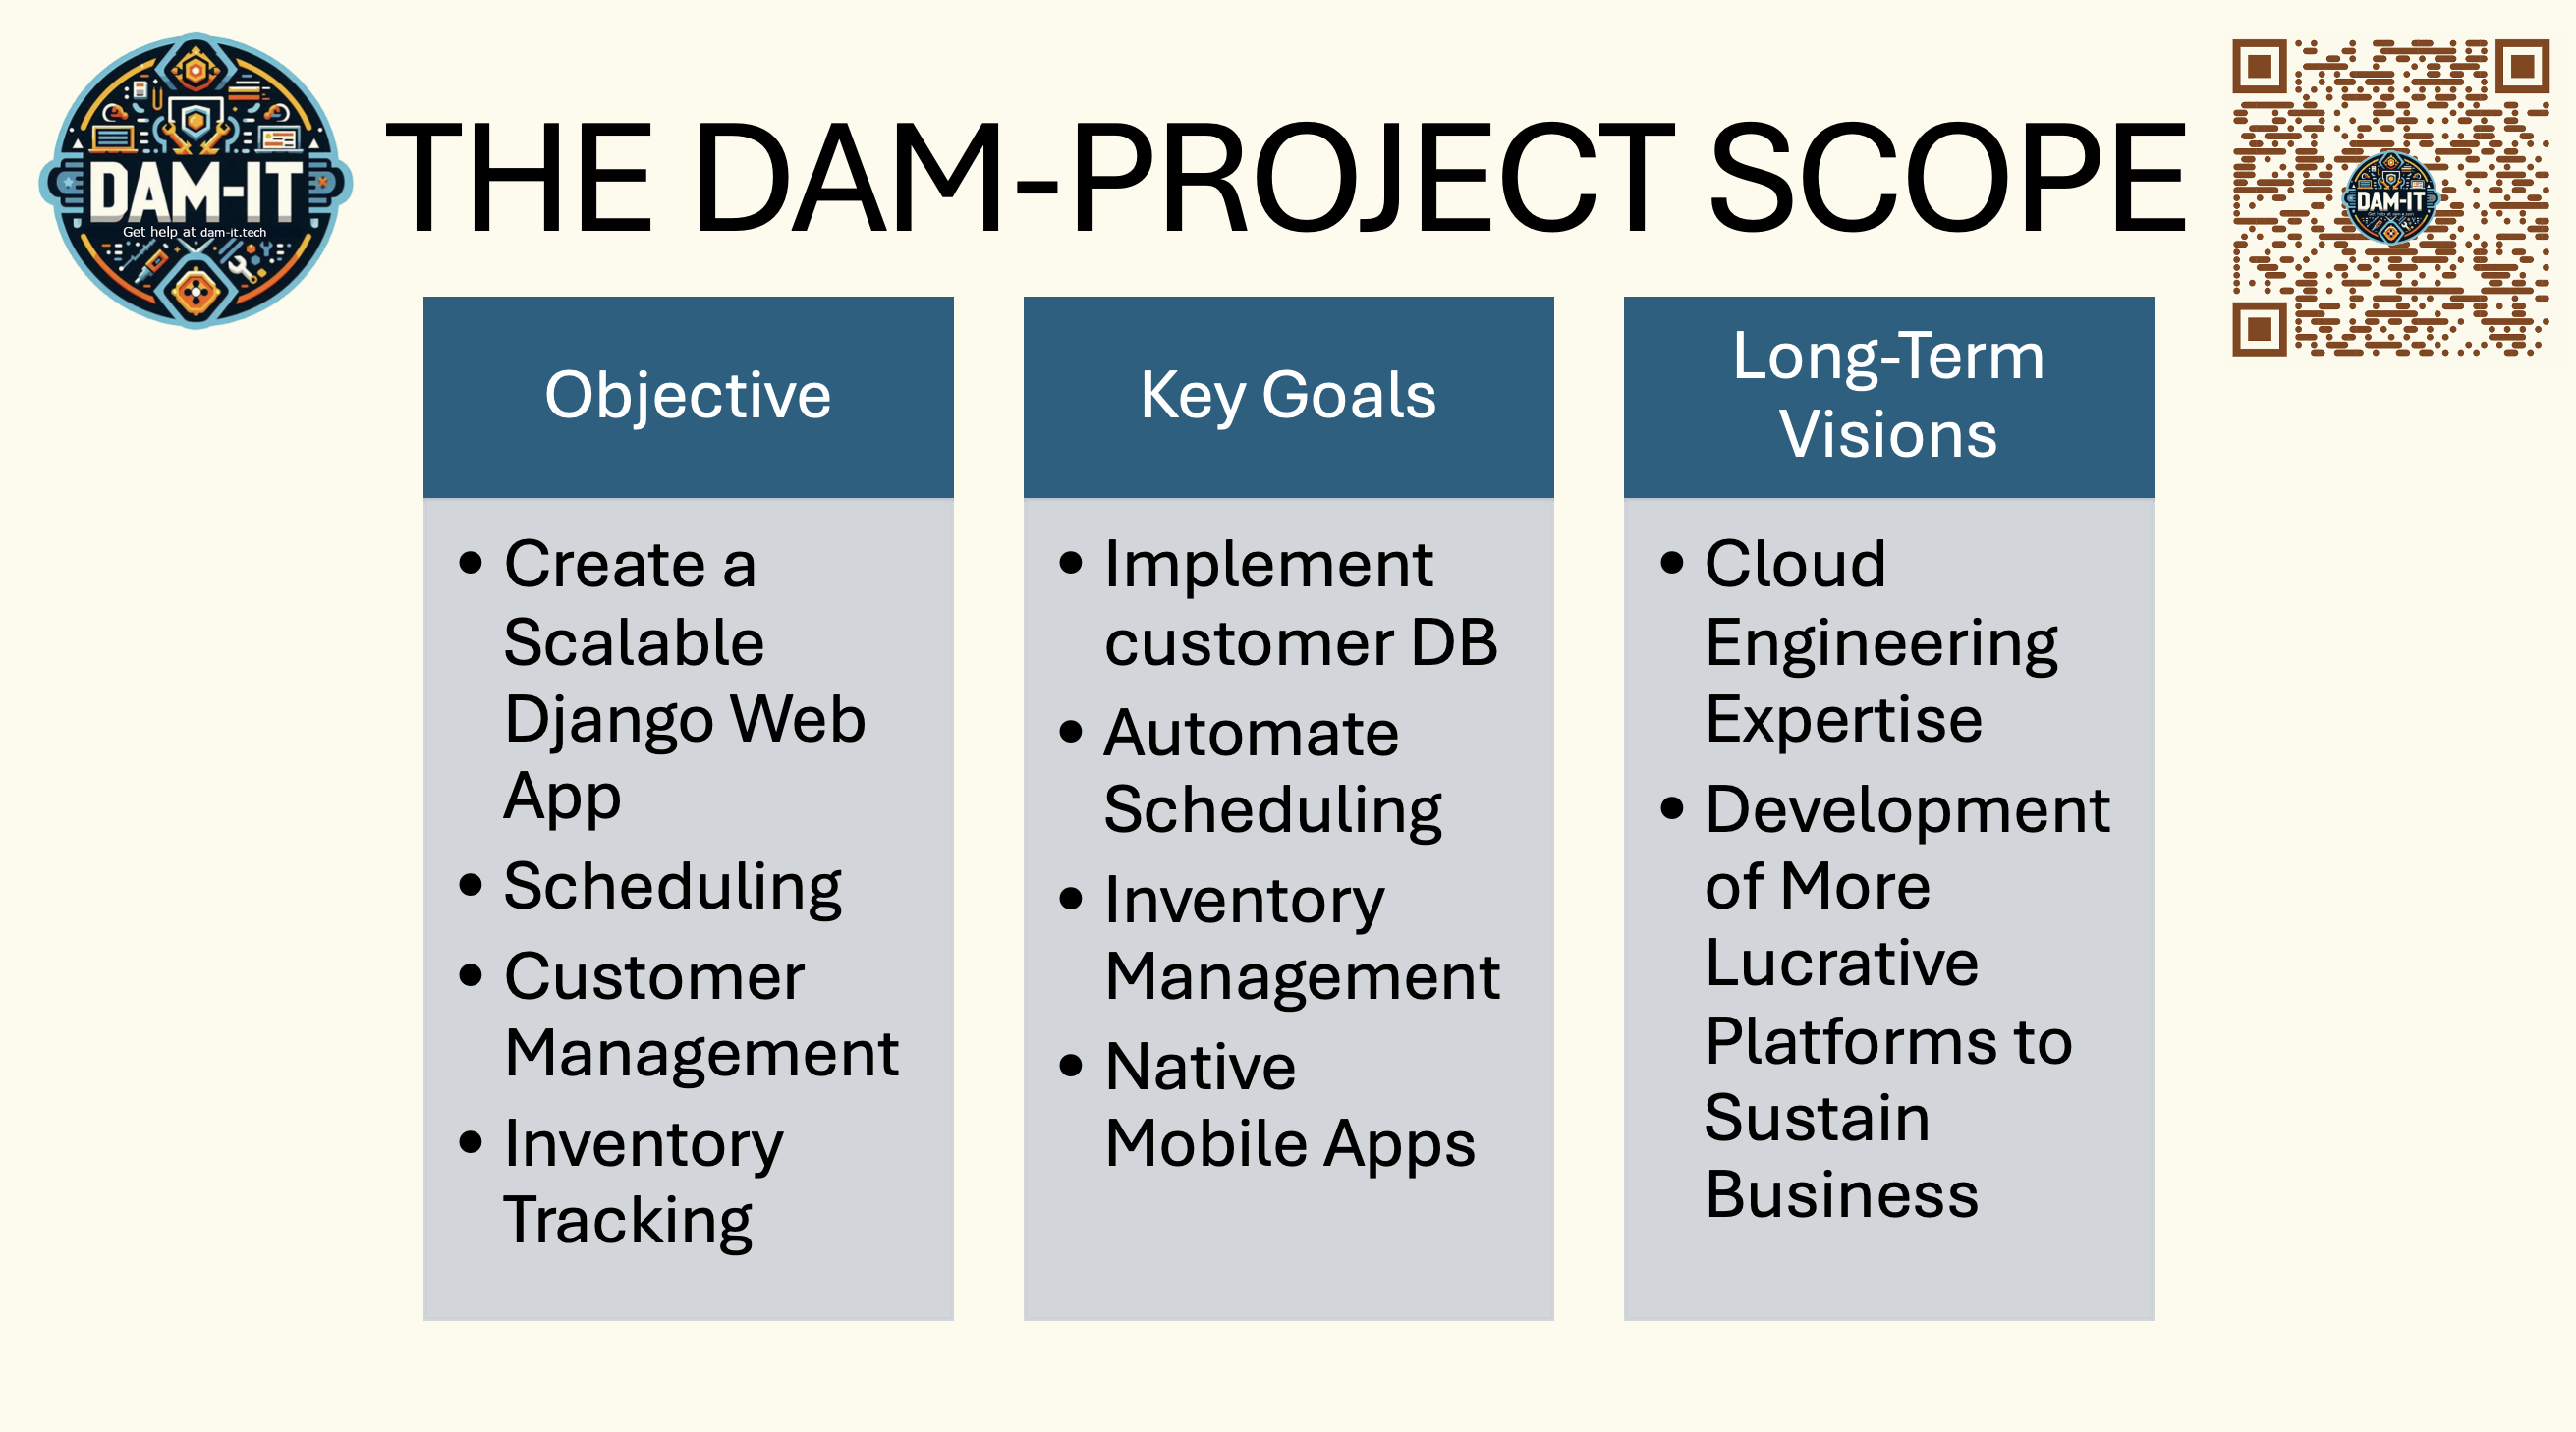 DAM-IT
Get help at dam-it.tech
THE DAM-PROJECT SCOPE
DAM-IT
Objective
• Create a
Scalable
Django Web
App
• Scheduling
• Customer
Management
• Inventory
Tracking
Key Goals
• Implement
customer DB
• Automate
Scheduling
• Inventory
Management
• Native
Mobile Apps
Long-Term
Visions
• Cloud
Engineering
Expertise
• Development
of More
Lucrative
Platforms to
Sustain
Business